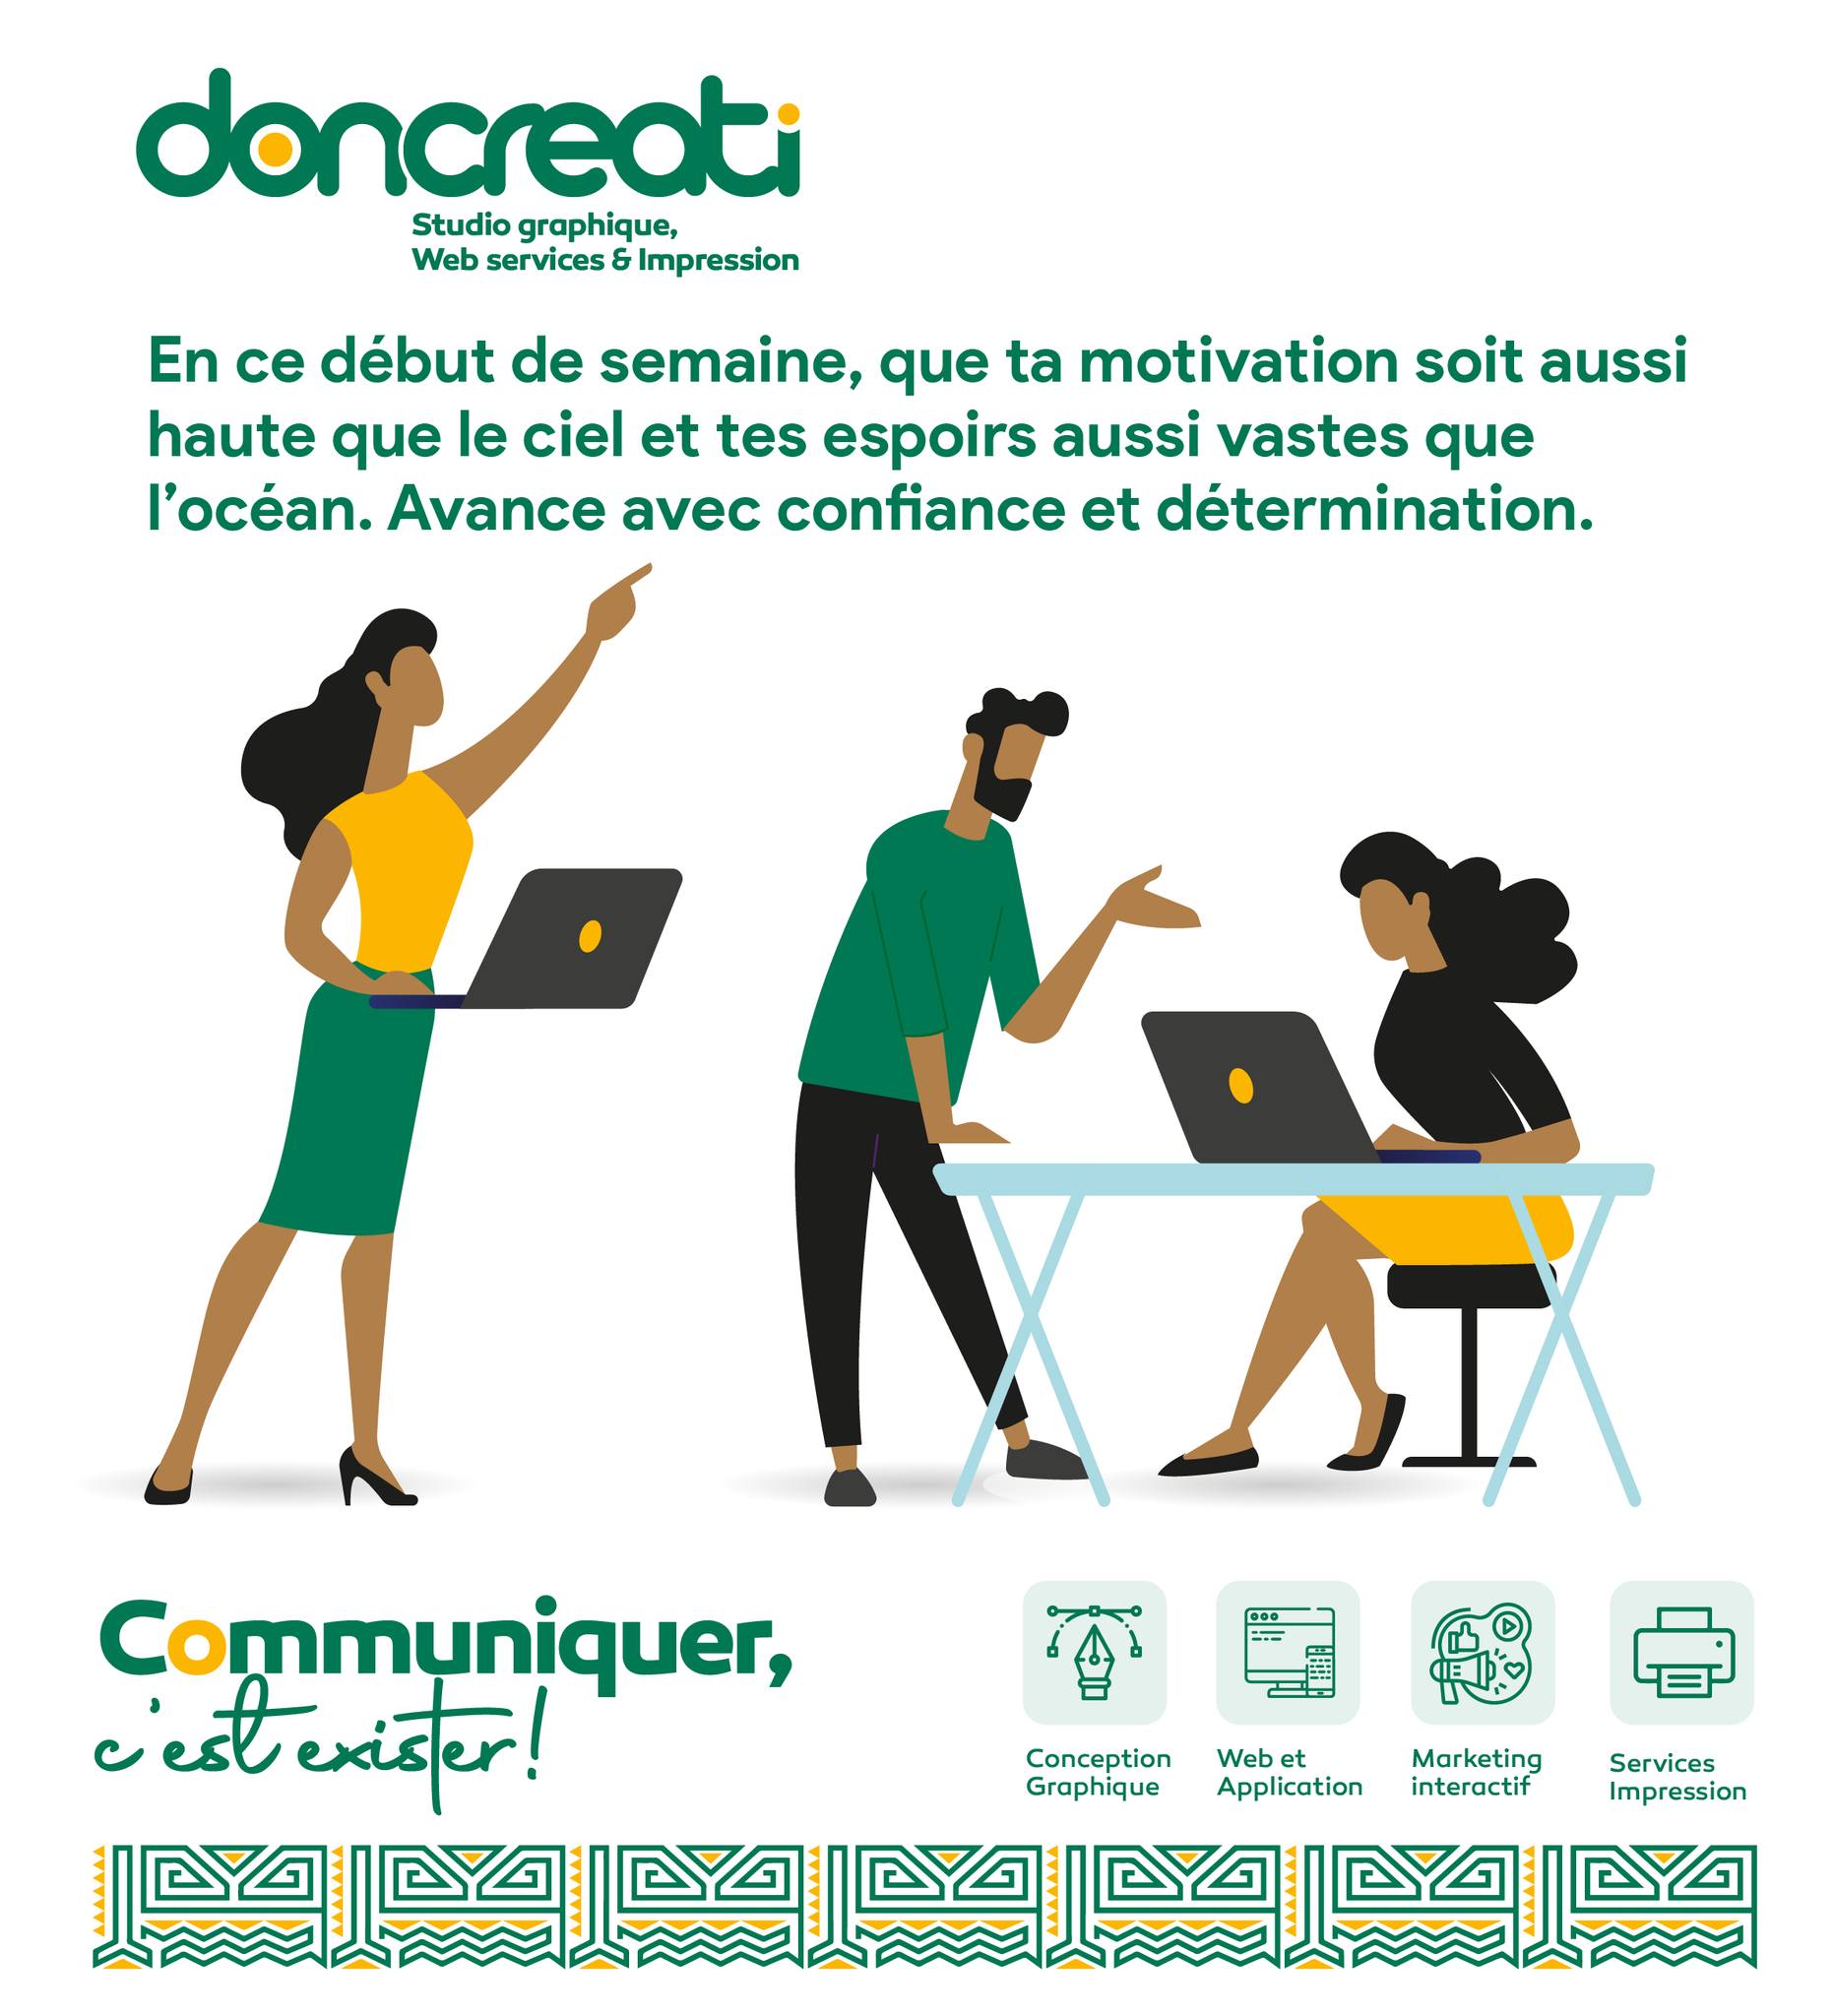 doncreati
Studio graphique,
Web services & Impression
En ce début de semaine, que ta motivation soit aussi
haute que le ciel et tes espoirs aussi vastes que
l’océan. Avance avec confiance et détermination.
Communiquer,
c'est exister!
Conception
Graphique
Web et
Application
Marketing
interactif
Services
Impression